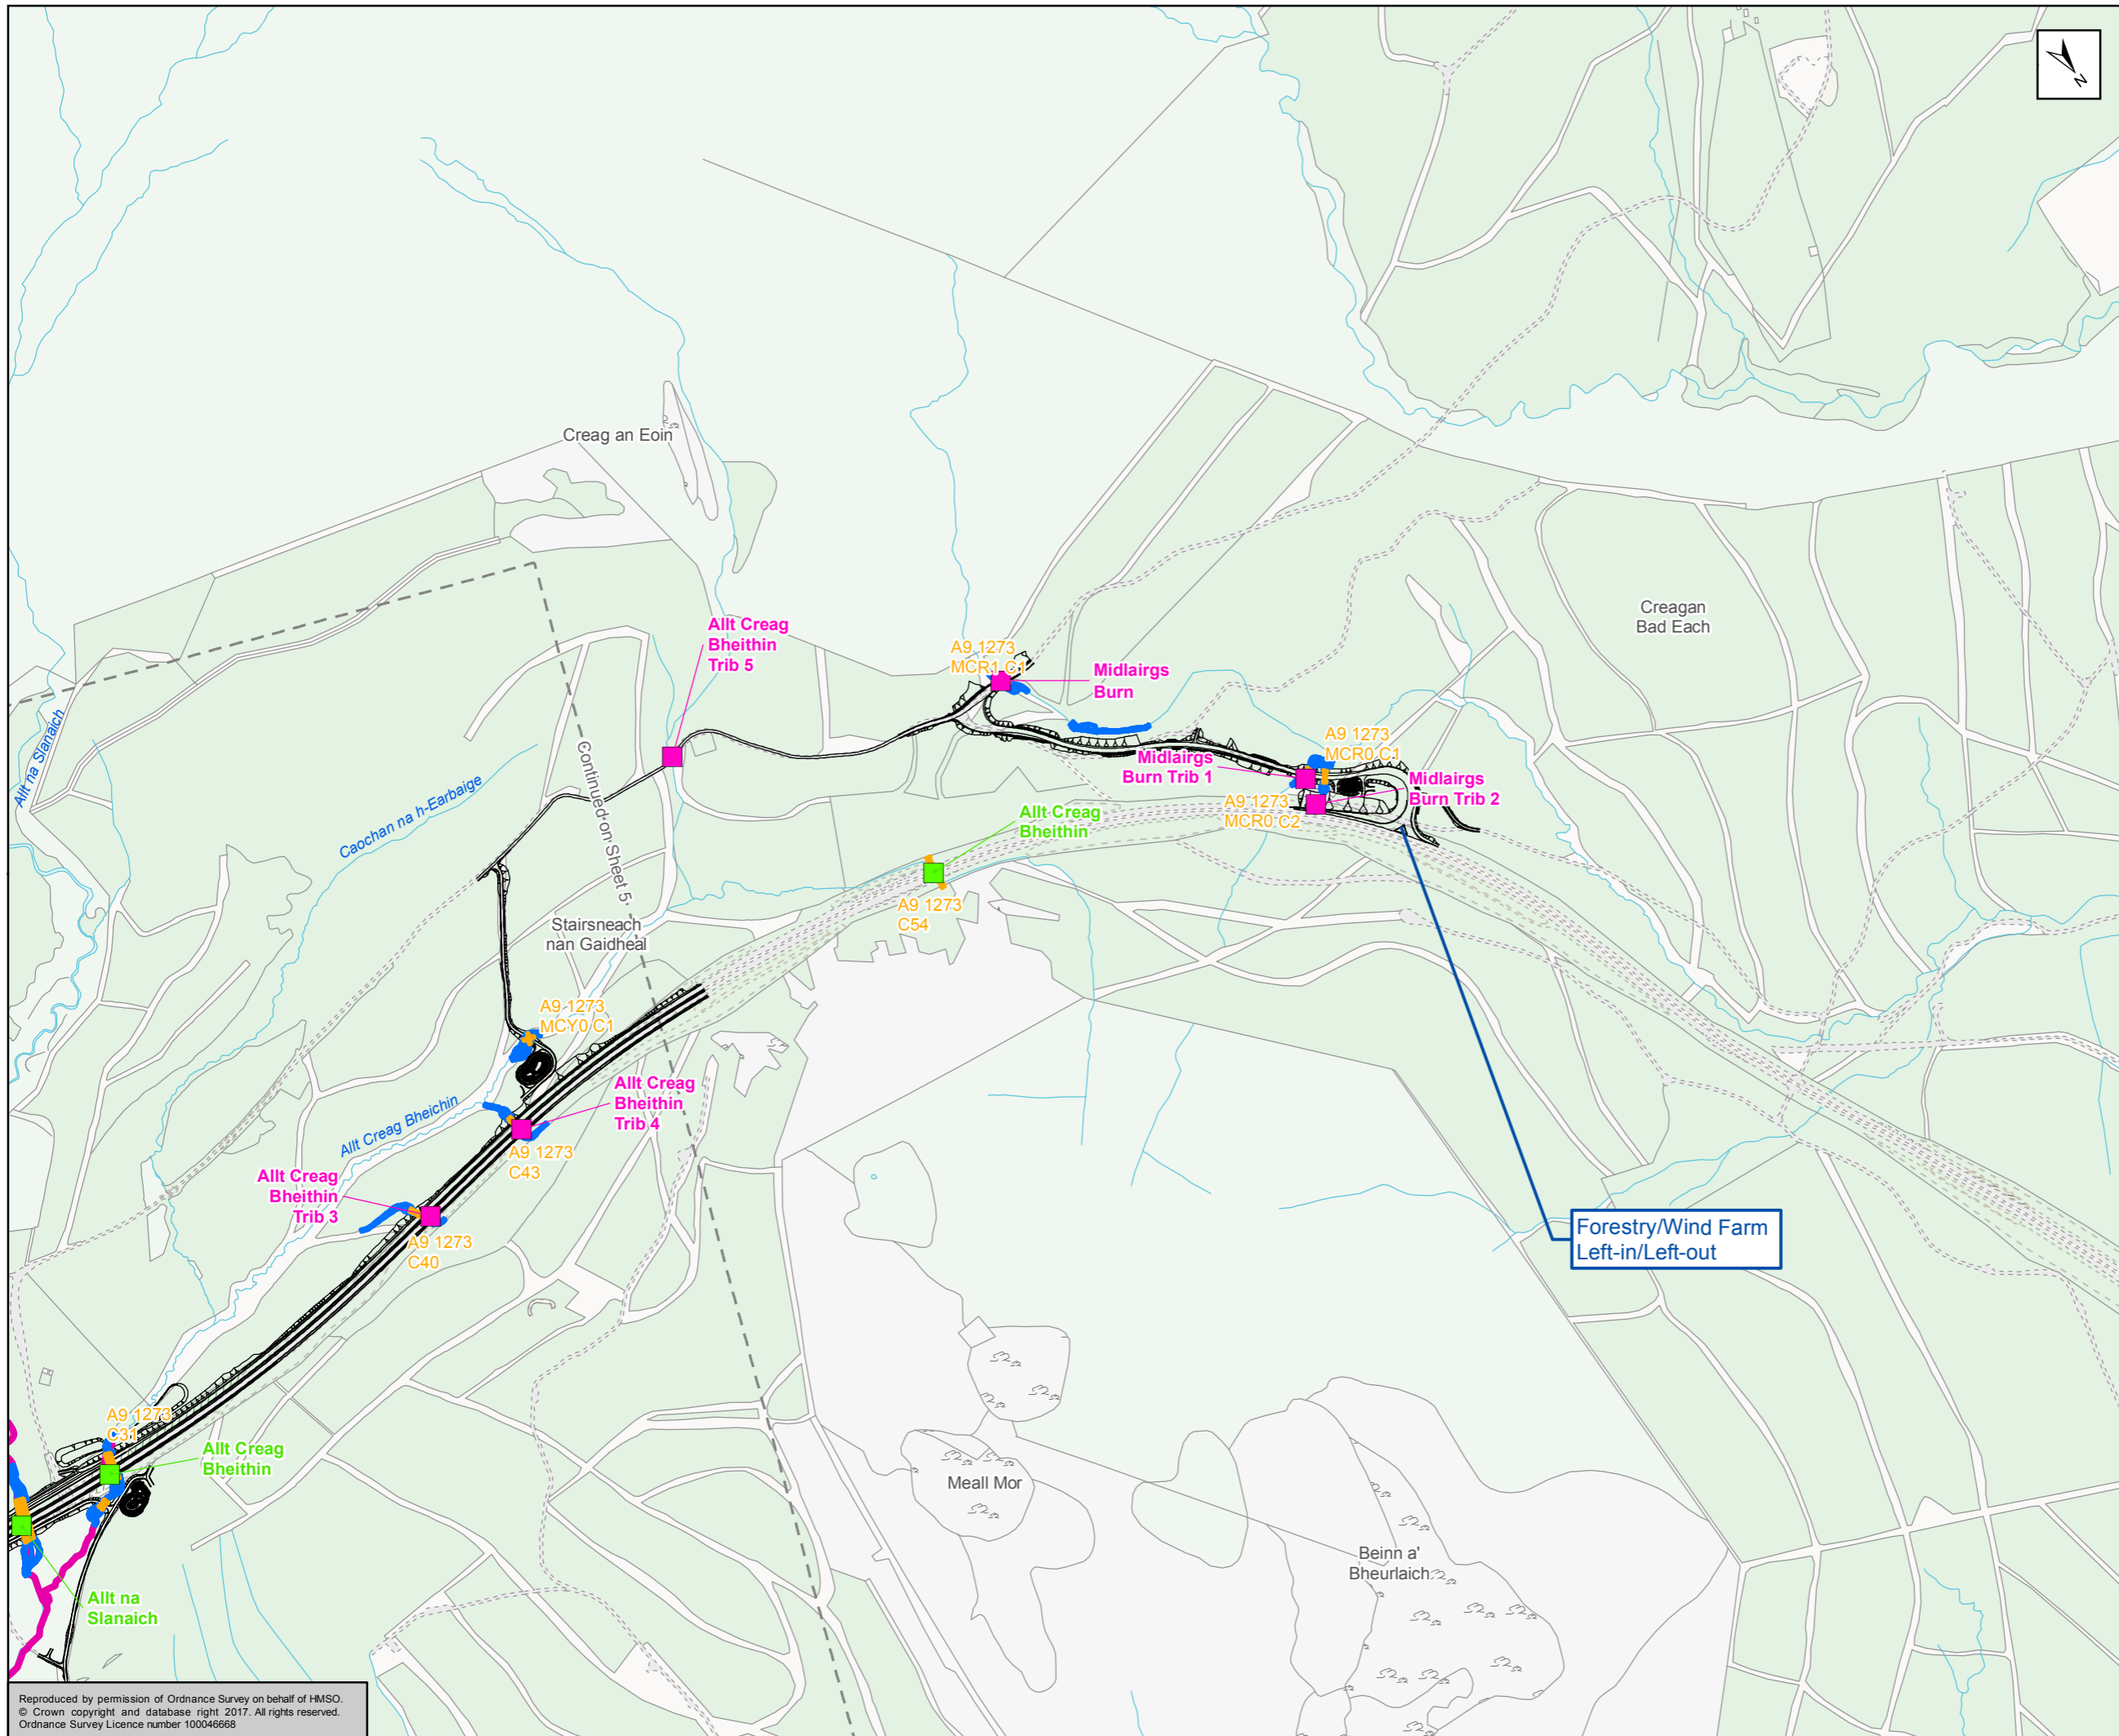 N
Creag an Eoin
Allt Creag
Bheithin
Trib 5
A9 1273
MCR1 C1
Midlairgs
Burn
Creagan
Bad Each
Allt na Slanaich
Caochan na h-Earbaige
Continued on Sheet 5
Midlairgs
Burn Trib 1
A9 1273
MCR0 C1
Midlairgs
Burn Trib 2
A9 1273
MCR0 C2
Allt Creag
Bheithin
A9 1273
C54
Stairsneach
nan Gaidheal
A9 1273
MCY0 C1
Allt Creag
Bheithin
Trib 4
Allt Creag Bheichin
A9 1273
C43
Allt Creag
Bheithin
Trib 3
A9 1273
C40
Forestry/Wind Farm
Left-in/Left-out
A9 1273
C31
Allt Creag
Bheithin
Meall Mor
Beinn a'
Bheurlaich
Allt na
Slanaich
Reproduced by permission of Ordnance Survey on behalf of HMSO.
© Crown copyright and database right 2017. All rights reserved.
Ordnance Survey Licence number 100046668